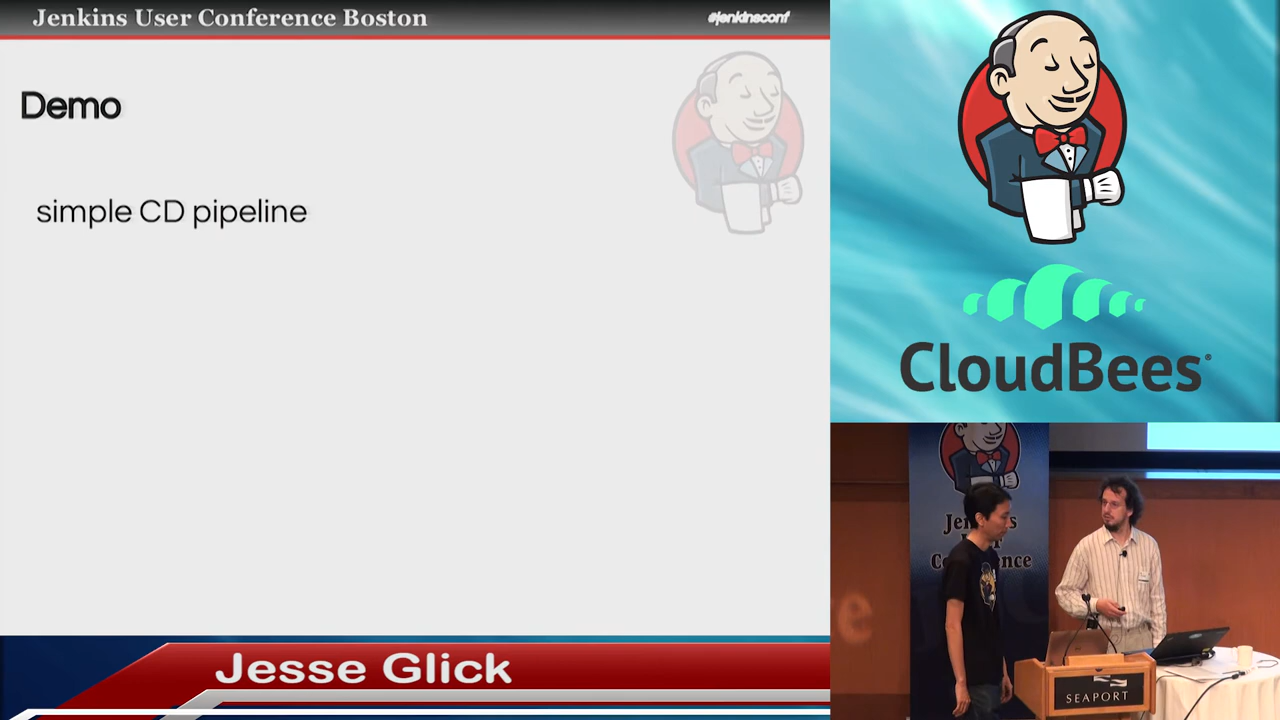 Jenkins User Conference Boston
#jenkinsconf
Demo
simple CD pipeline
CloudBees®
Jesse Glick
SEAPORT